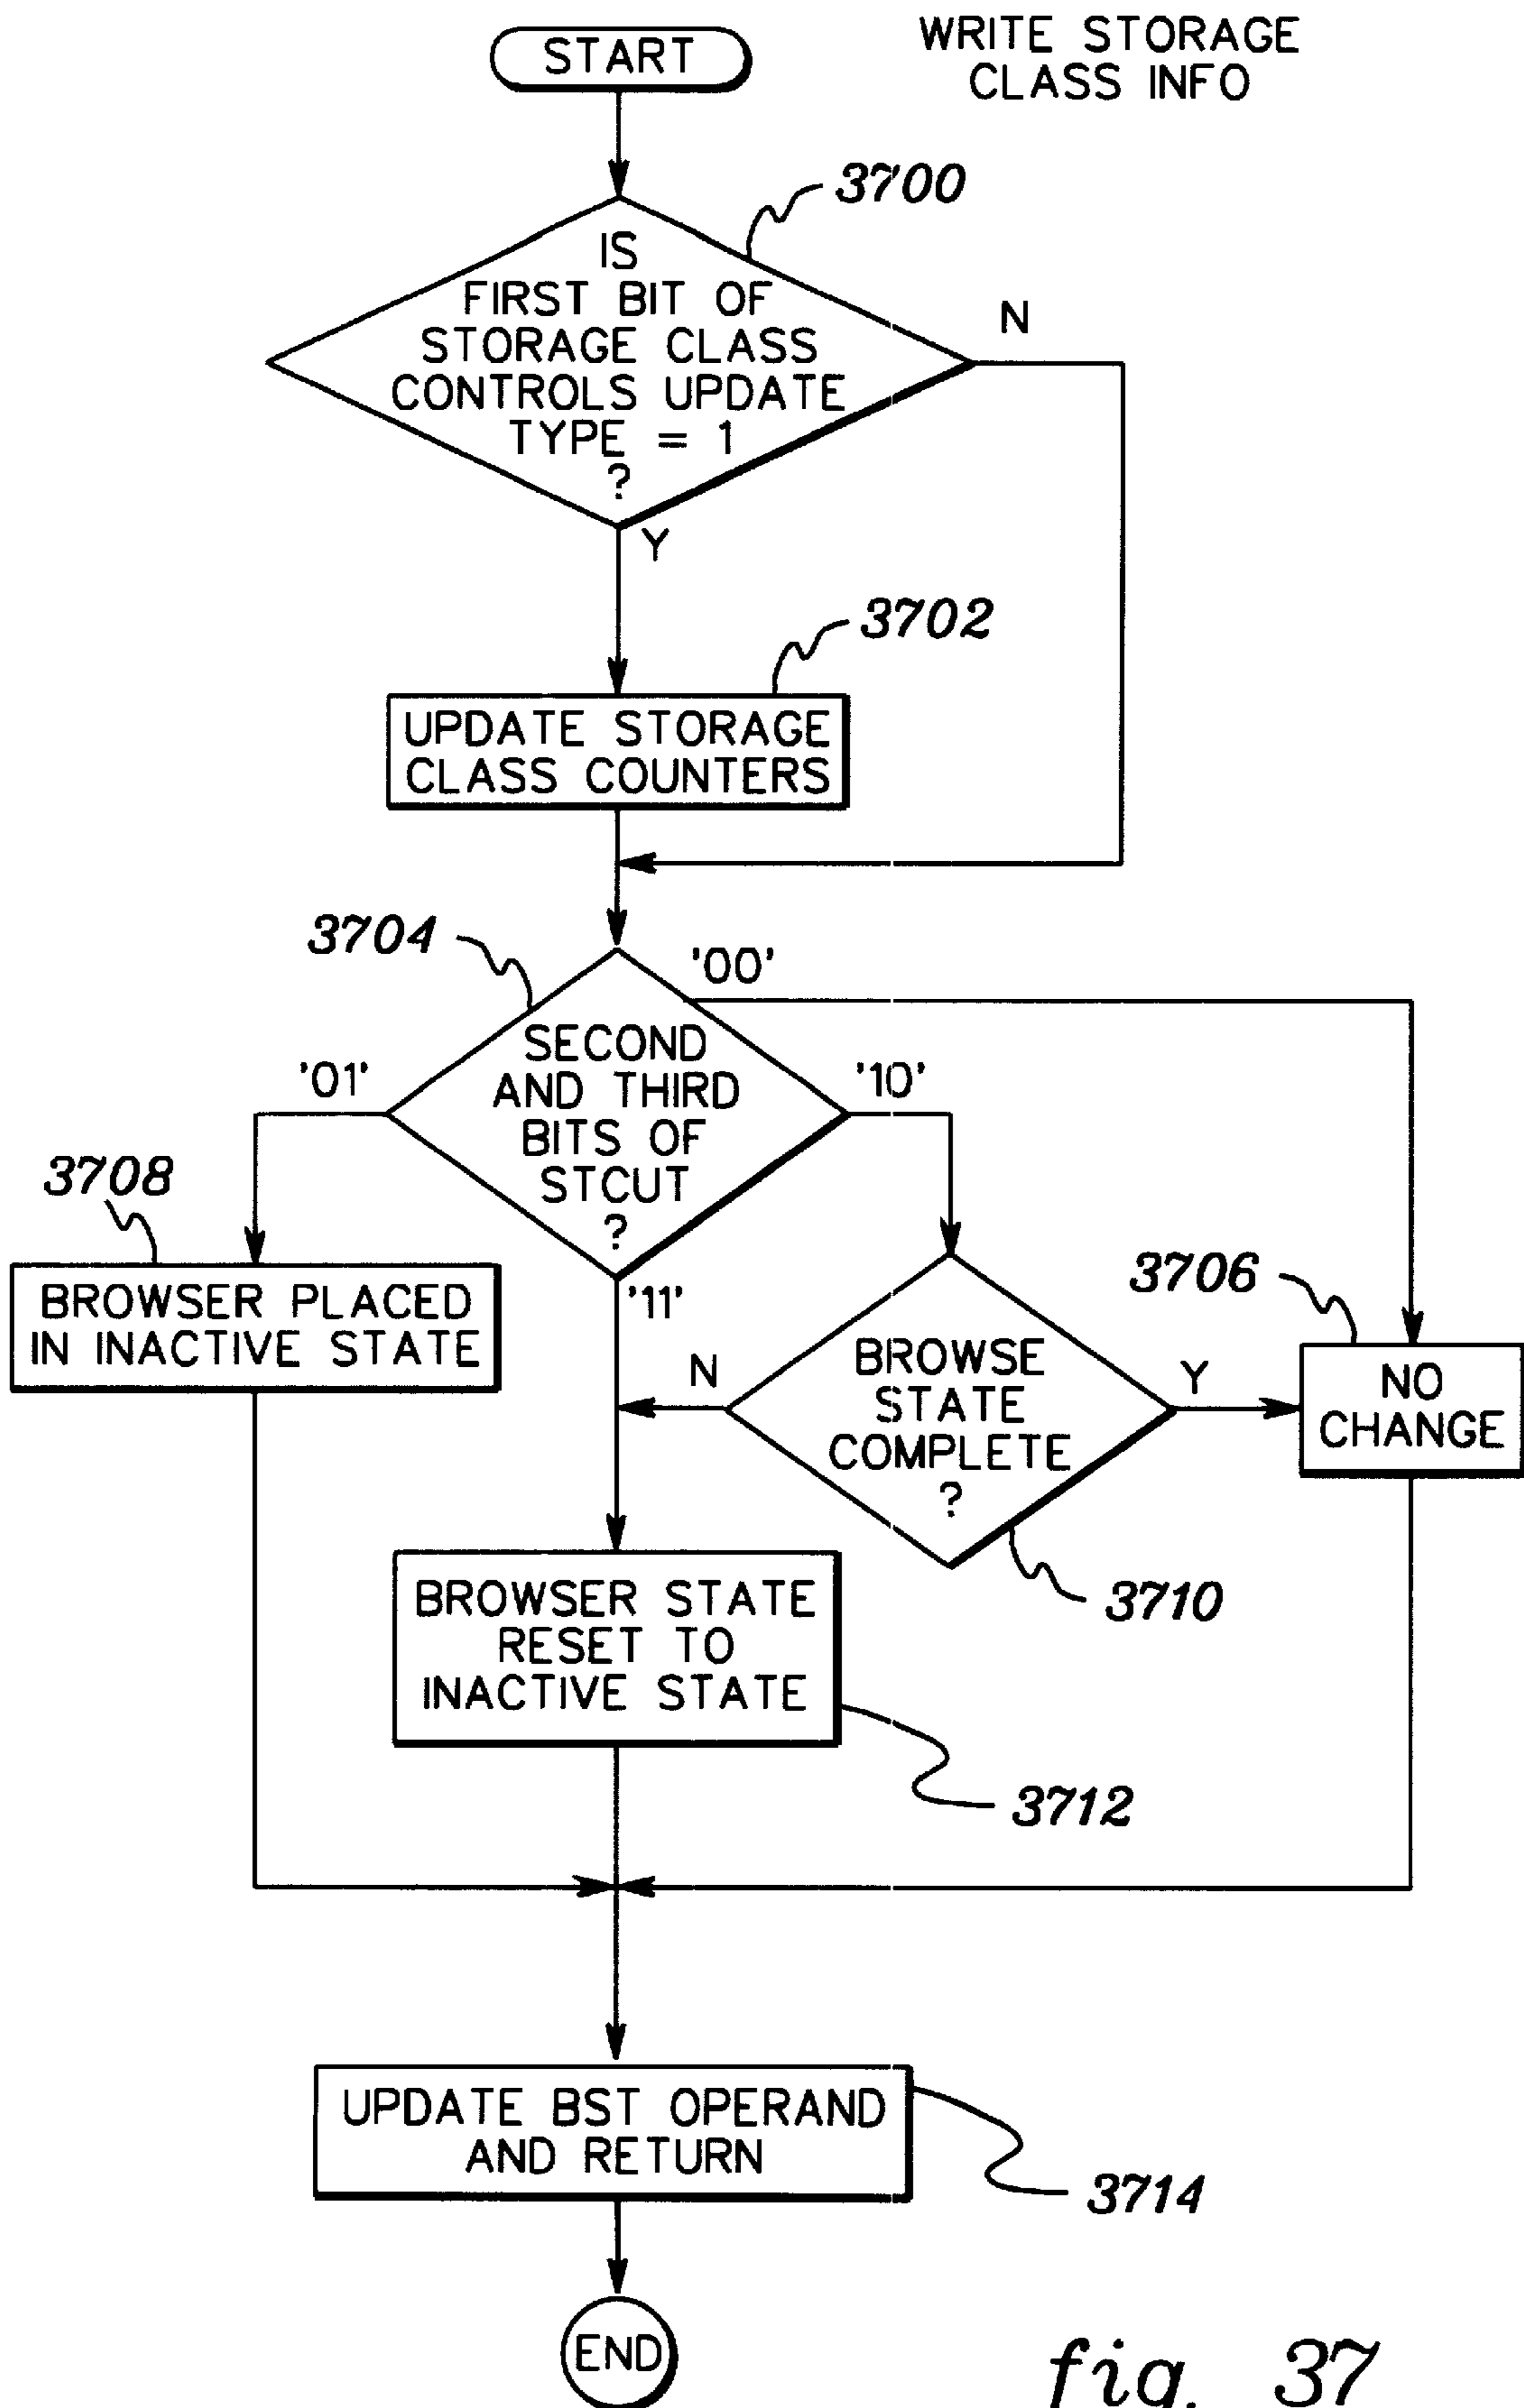 START
WRITE STORAGE
CLASS INFO
3700
IS
FIRST BIT OF
STORAGE CLASS
CONTROLS UPDATE
TYPE = 1
?
N
Y
3702
UPDATE STORAGE
CLASS COUNTERS
3704
'00'
SECOND
AND THIRD
BITS OF
STCUT
?
'01'
'10'
'11'
3708
BROWSER PLACED
IN INACTIVE STATE
3706
NO
CHANGE
BROWSE
STATE
COMPLETE
?
N
Y
3710
BROWSER STATE
RESET TO
INACTIVE STATE
3712
UPDATE BST OPERAND
AND RETURN
3714
END
fig. 37